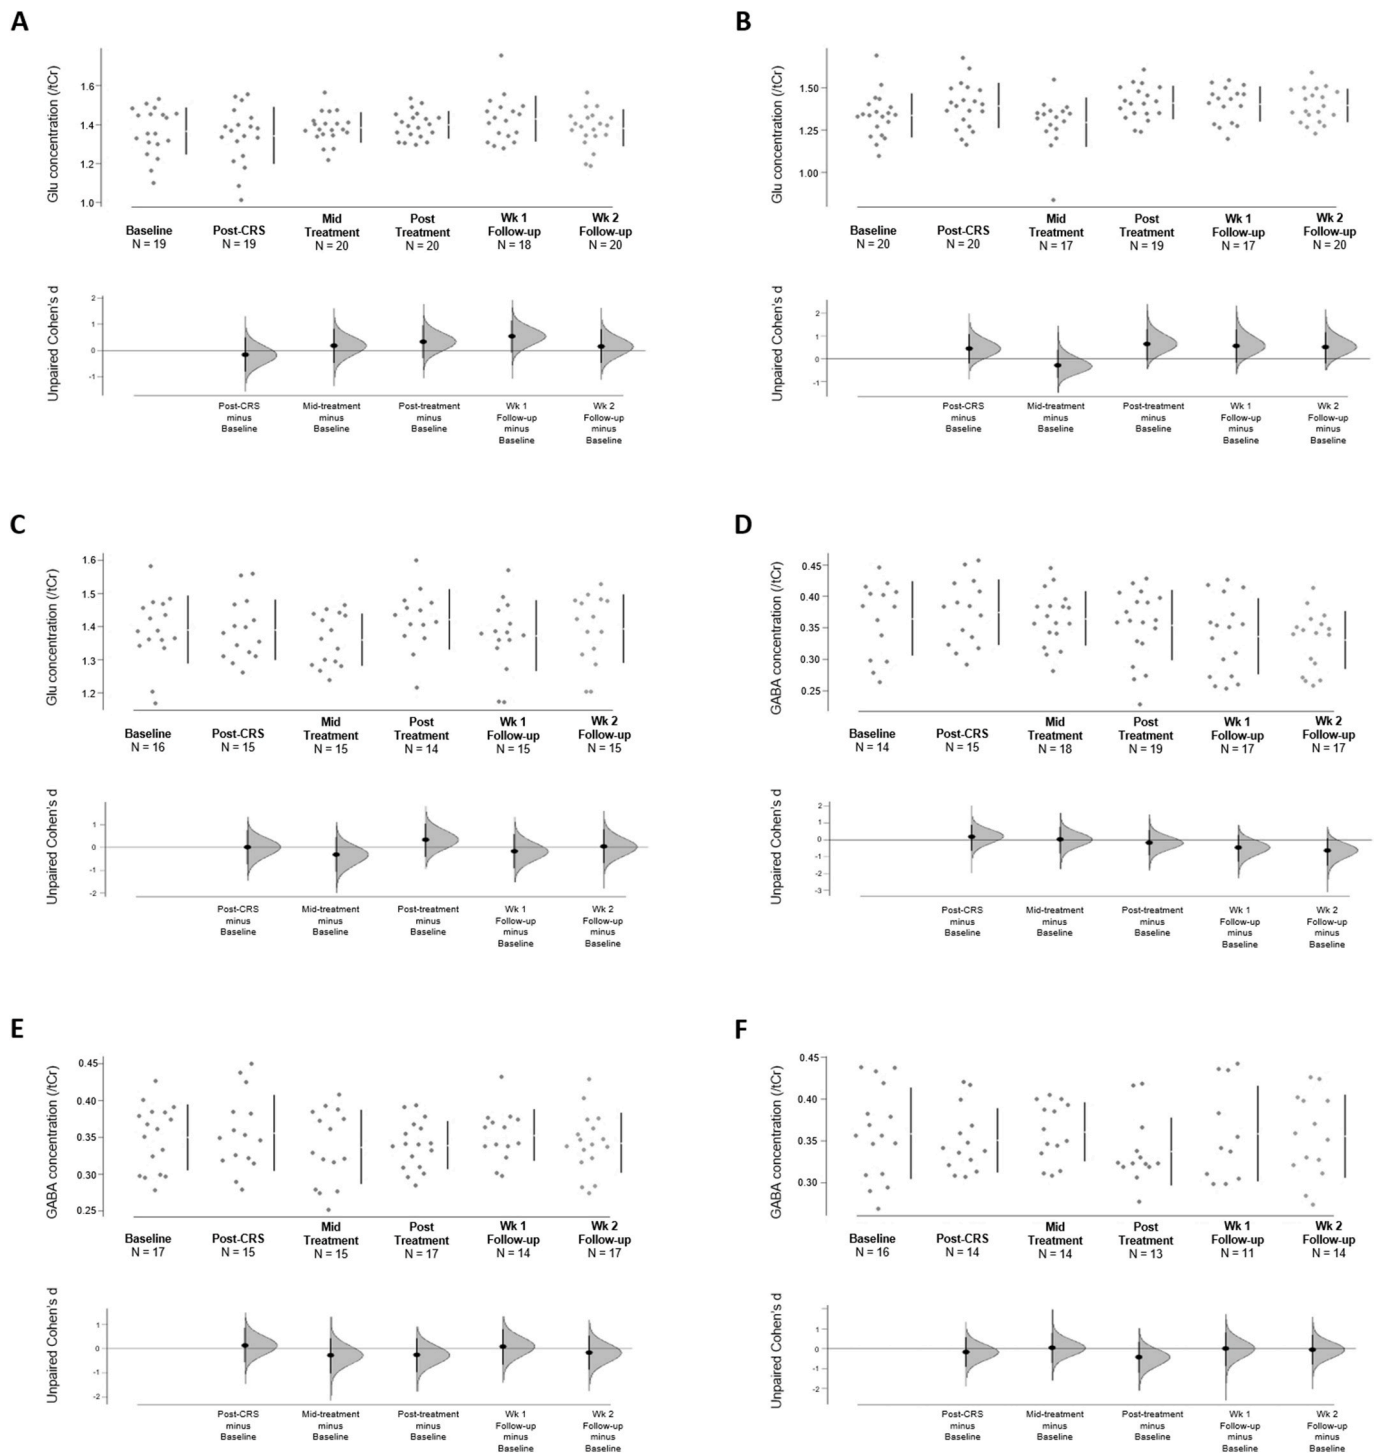 A
Glu concentration (/tCr)
1.6
1.4
1.2
1.0
Baseline
N = 19
Post-CRS
N = 19
Mid
Treatment
N = 20
Post
Treatment
N = 20
Wk 1
Follow-up
N = 18
Wk 2
Follow-up
N = 20
Unpaired Cohen's d
2
1
0
-1
Post-CRS
minus
Baseline
Mid-treatment
minus
Baseline
Post-treatment
minus
Baseline
Wk 1
Follow-up
minus
Baseline
Wk 2
Follow-up
minus
Baseline
B
Glu concentration (/tCr)
1.50
1.25
1.00
Baseline
N = 20
Post-CRS
N = 20
Mid
Treatment
N = 17
Post
Treatment
N = 19
Wk 1
Follow-up
N = 17
Wk 2
Follow-up
N = 20
Unpaired Cohen's d
2
1
0
-1
Post-CRS
minus
Baseline
Mid-treatment
minus
Baseline
Post-treatment
minus
Baseline
Wk 1
Follow-up
minus
Baseline
Wk 2
Follow-up
minus
Baseline
C
Glu concentration (/tCr)
1.6
1.5
1.4
1.3
1.2
Baseline
N = 16
Post-CRS
N = 15
Mid
Treatment
N = 15
Post
Treatment
N = 14
Wk 1
Follow-up
N = 15
Wk 2
Follow-up
N = 15
Unpaired Cohen's d
1
0
-1
-2
Post-CRS
minus
Baseline
Mid-treatment
minus
Baseline
Post-treatment
minus
Baseline
Wk 1
Follow-up
minus
Baseline
Wk 2
Follow-up
minus
Baseline
D
GABA concentration (/tCr)
0.45
0.40
0.35
0.30
0.25
Baseline
N = 14
Post-CRS
N = 15
Mid
Treatment
N = 18
Post
Treatment
N = 19
Wk 1
Follow-up
N = 17
Wk 2
Follow-up
N = 17
Unpaired Cohen's d
2
1
0
-1
-2
-3
Post-CRS
minus
Baseline
Mid-treatment
minus
Baseline
Post-treatment
minus
Baseline
Wk 1
Follow-up
minus
Baseline
Wk 2
Follow-up
minus
Baseline
E
GABA concentration (/tCr)
0.45
0.40
0.35
0.30
0.25
Baseline
N = 17
Post-CRS
N = 15
Mid
Treatment
N = 15
Post
Treatment
N = 17
Wk 1
Follow-up
N = 14
Wk 2
Follow-up
N = 17
Unpaired Cohen's d
1
0
-1
-2
Post-CRS
minus
Baseline
Mid-treatment
minus
Baseline
Post-treatment
minus
Baseline
Wk 1
Follow-up
minus
Baseline
Wk 2
Follow-up
minus
Baseline
F
GABA concentration (/tCr)
0.45
0.40
0.35
0.30
Baseline
N = 16
Post-CRS
N = 14
Mid
Treatment
N = 14
Post
Treatment
N = 13
Wk 1
Follow-up
N = 11
Wk 2
Follow-up
N = 14
Unpaired Cohen's d
1
0
-1
-2
Post-CRS
minus
Baseline
Mid-treatment
minus
Baseline
Post-treatment
minus
Baseline
Wk 1
Follow-up
minus
Baseline
Wk 2
Follow-up
minus
Baseline